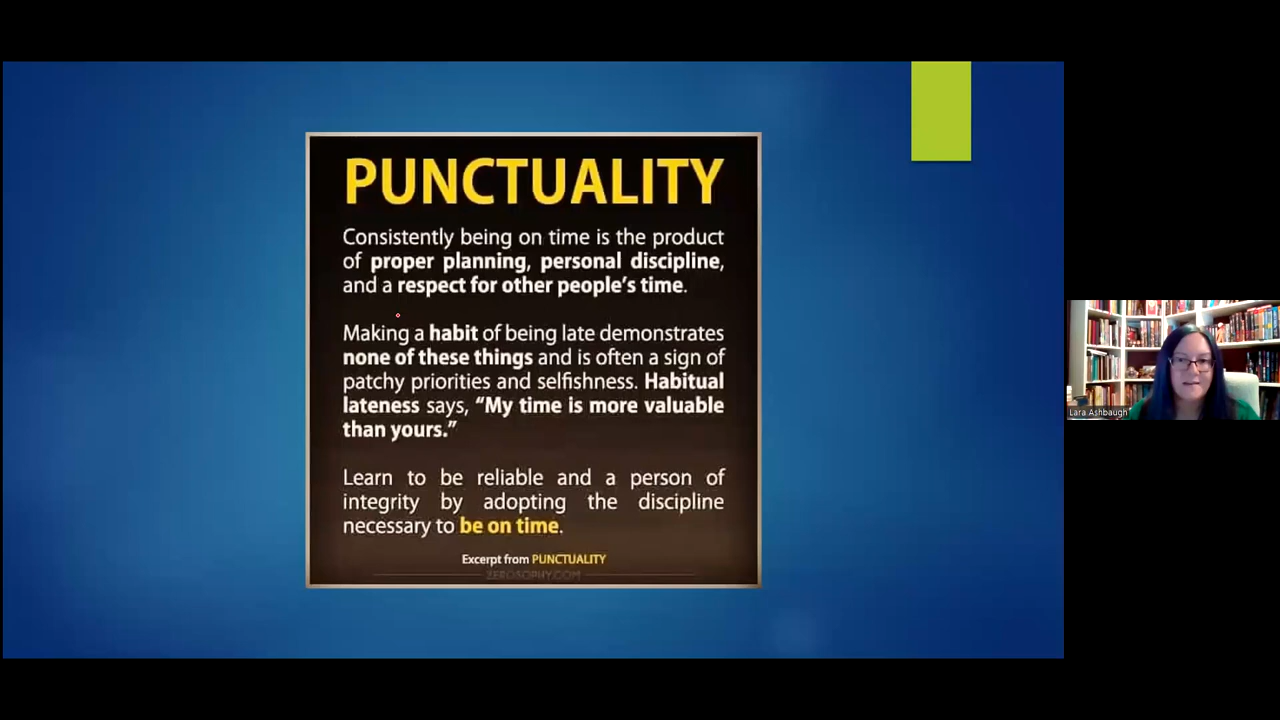 PUNCTUALITY
Consistently being on time is the product
of proper planning, personal discipline,
and a respect for other people's time.
Making a habit of being late demonstrates
none of these things and is often a sign of
patchy priorities and selfishness. Habitual
lateness says, “My time is more valuable
than yours.”
Learn to be reliable and a person of
integrity by adopting the discipline
necessary to be on time.
Excerpt from PUNCTUALITY
ZEROSOPHY.COM
Lara Ashbaugh